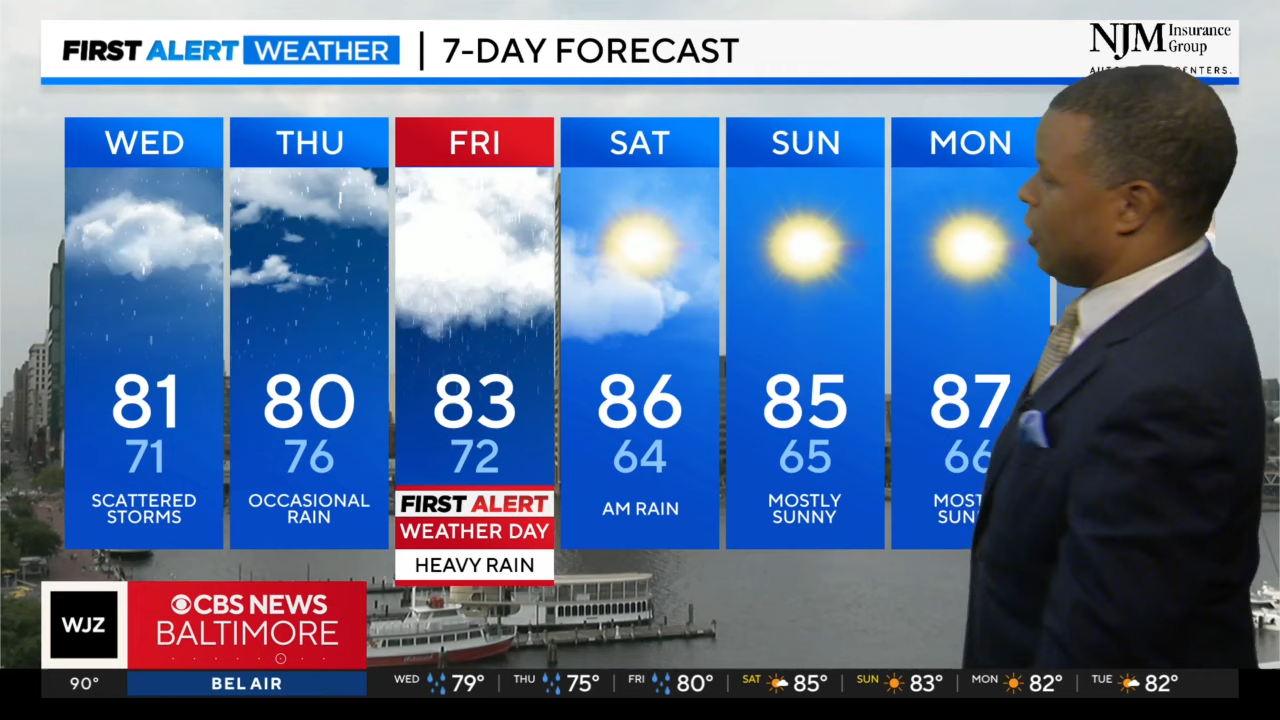 FIRST ALERT WEATHER | 7-DAY FORECAST
NJM Insurance Group
WED
THU
FRI
SAT
SUN
MON
81
80
83
86
85
87
71
76
72
64
65
66
SCATTERED
STORMS
OCCASIONAL
RAIN
FIRST ALERT
WEATHER DAY
HEAVY RAIN
AM RAIN
MOSTLY
SUNNY
WJZ
CBS NEWS
BALTIMORE
90° BEL AIR
WED 79° | THU 75° | FRI 80° | SAT 85° | SUN 83° | MON 82° | TUE 82°